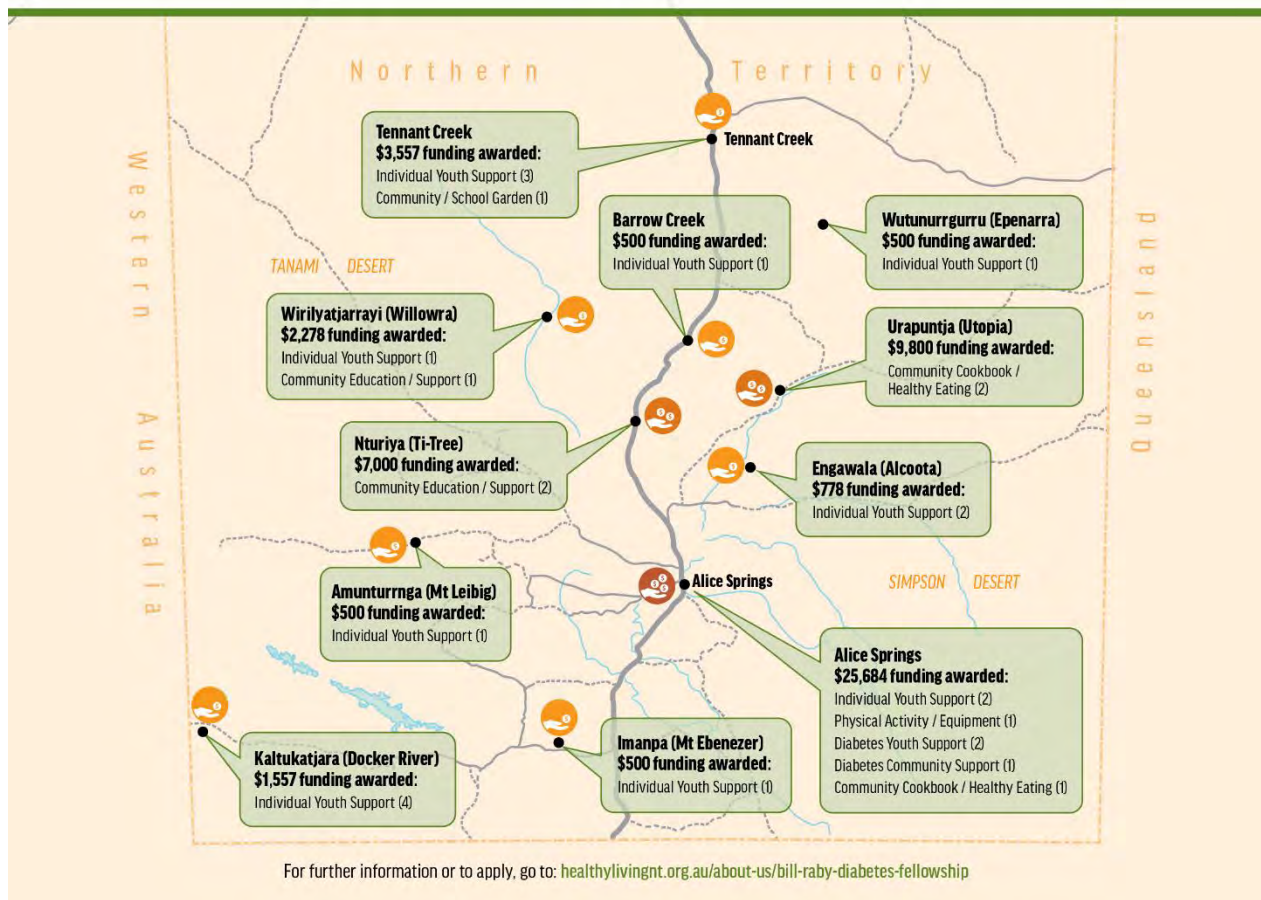 Northern Territory
Western Australia
Queensland
Tennant Creek
$3,557 funding awarded:
Individual Youth Support (3)
Community / School Garden (1)
Tennant Creek
Barrow Creek
$500 funding awarded:
Individual Youth Support (1)
Wutunurrgurru (Epenarra)
$500 funding awarded:
Individual Youth Support (1)
TANAMI DESERT
Wirilyatjarrayi (Willowra)
$2,278 funding awarded:
Individual Youth Support (1)
Community Education / Support (1)
Urapuntja (Utopia)
$9,800 funding awarded:
Community Cookbook /
Healthy Eating (2)
Nturiya (Ti-Tree)
$7,000 funding awarded:
Community Education / Support (2)
Engawala (Alcoota)
$778 funding awarded:
Individual Youth Support (2)
Amunturrnga (Mt Leibig)
$500 funding awarded:
Individual Youth Support (1)
Alice Springs
SIMPSON DESERT
Alice Springs
$25,684 funding awarded:
Individual Youth Support (2)
Physical Activity / Equipment (1)
Diabetes Youth Support (2)
Diabetes Community Support (1)
Community Cookbook / Healthy Eating (1)
Kaltukatjara (Docker River)
$1,557 funding awarded:
Individual Youth Support (4)
Imanpa (Mt Ebenezer)
$500 funding awarded:
Individual Youth Support (1)
For further information or to apply, go to: healthylivingnt.org.au/about-us/bill-raby-diabetes-fellowship